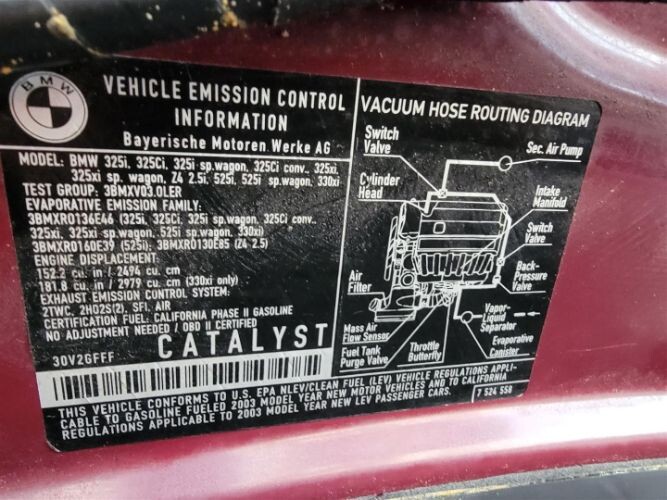 BMW
VEHICLE EMISSION CONTROL
INFORMATION
Bayerische Motoren Werke AG
MODEL: BMW 325i, 325Ci, 325i sp.wagon, 325Ci conv., 325xi,
325xi sp.wagon, Z4 2.5i, 525i, 525i sp.wagon, 330xi
TEST GROUP: 3BMXV03.0LER
EVAPORATIVE EMISSION FAMILY:
3BMXR0136E46 (325i, 325Ci, 325i sp.wagon, 325Ci conv.,
325xi, 325xi sp.wagon, 330xi)
3BMXR0160E39 (525i); 3BMXR0130E85 (Z4 2.5)
ENGINE DISPLACEMENT:
152.2 cu. in / 2494 cu. cm
181.8 cu. in / 2979 cu. cm (330xi only)
EXHAUST EMISSION CONTROL SYSTEM:
2TWC, 2HO2S(2), SFI, AIR
CERTIFICATION FUEL: CALIFORNIA PHASE II GASOLINE
NO ADJUSTMENT NEEDED / OBD II CERTIFIED
30V2GFFF
CATALYST
VACUUM HOSE ROUTING DIAGRAM
Switch
Valve
Sec. Air Pump
Cylinder
Head
Intake
Manifold
Switch
Valve
Back-
Pressure
Valve
Air
Filter
Vapor-
Liquid
Separator
Mass Air
Flow Sensor
Evaporative
Canister
Fuel Tank
Purge Valve
Throttle
Butterfly
THIS VEHICLE CONFORMS TO U.S. EPA NLEV/CLEAN FUEL (LEV) VEHICLE REGULATIONS APPLI-
CABLE TO GASOLINE FUELED 2003 MODEL YEAR NEW MOTOR VEHICLES AND TO CALIFORNIA
REGULATIONS APPLICABLE TO 2003 MODEL YEAR NEW LEV PASSENGER CARS.
7 524 558